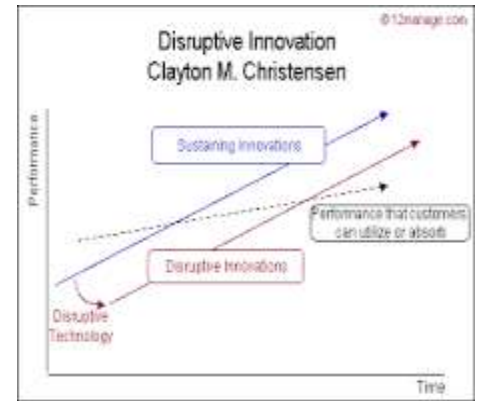 ©12manage.com
Disruptive Innovation
Clayton M. Christensen
Performance
Sustaining Innovations
Performance that customers
can utilize or absorb
Disruptive Innovations
Disruptive
Technology
Time